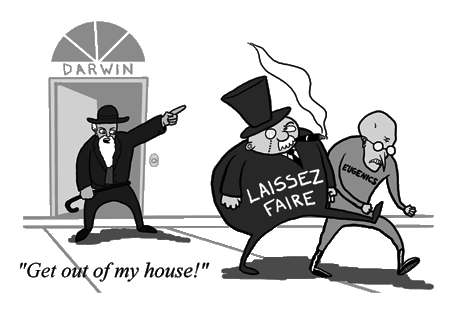 DARWIN
LAISSEZ
FAIRE
EUGENICS
"Get out of my house!"